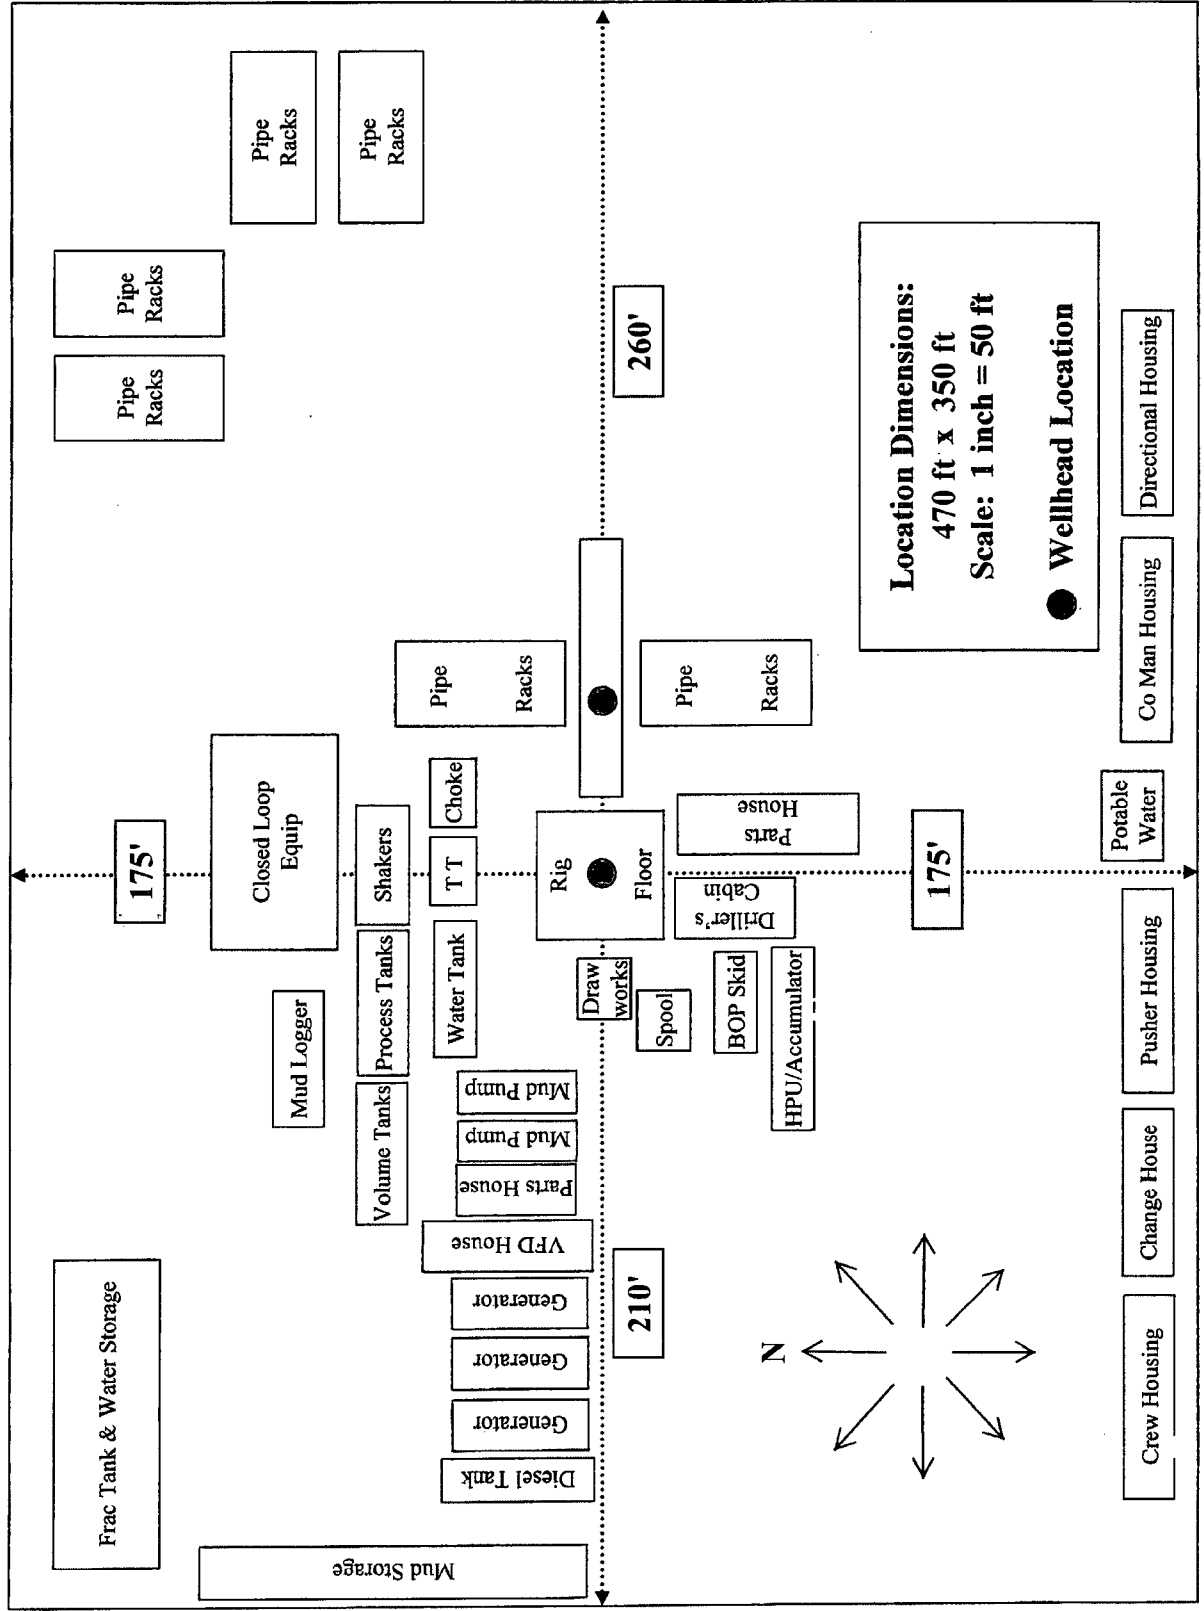 Frac Tank & Water Storage
Pipe
Racks
Pipe
Racks
Pipe
Racks
Pipe
Racks
175'
Closed Loop
Equip
Mud Logger
Volume Tanks
Process Tanks
Shakers
Water Tank
T T
Choke
Mud Storage
Diesel Tank
Generator
Generator
Generator
VFD House
Parts House
Mud Pump
Mud Pump
Pipe
Racks
Rig
Floor
Draw
works
Spool
BOP Skid
HPU/Accumulator
Driller's
Cabin
Parts
House
Pipe
Racks
210'
260'
175'
N
Location Dimensions:
470 ft x 350 ft
Scale: 1 inch = 50 ft
Wellhead Location
Crew Housing
Change House
Pusher Housing
Potable
Water
Co Man Housing
Directional Housing